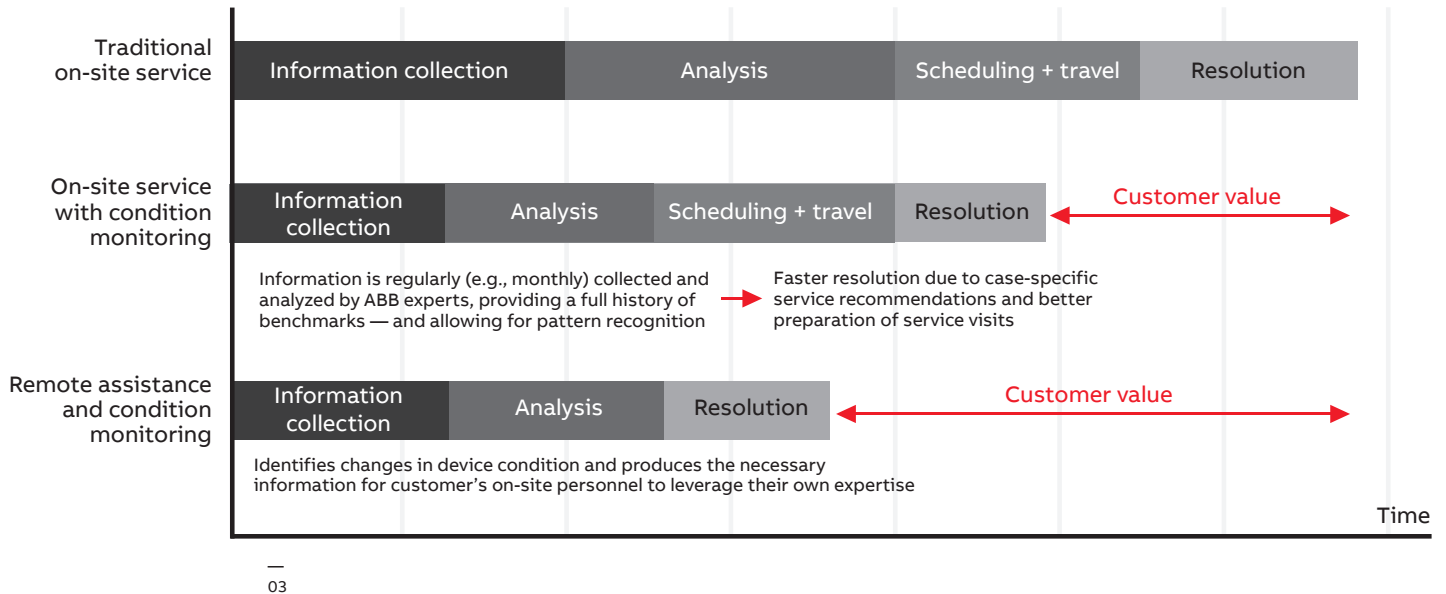 Traditional
on-site service
Information collection
Analysis
Scheduling + travel
Resolution
On-site service
with condition
monitoring
Information
collection
Analysis
Scheduling + travel
Resolution
Customer value
Information is regularly (e.g., monthly) collected and
analyzed by ABB experts, providing a full history of
benchmarks — and allowing for pattern recognition
Faster resolution due to case-specific
service recommendations and better
preparation of service visits
Remote assistance
and condition
monitoring
Information
collection
Analysis
Resolution
Customer value
Identifies changes in device condition and produces the necessary
information for customer’s on-site personnel to leverage their own expertise
Time
—
03